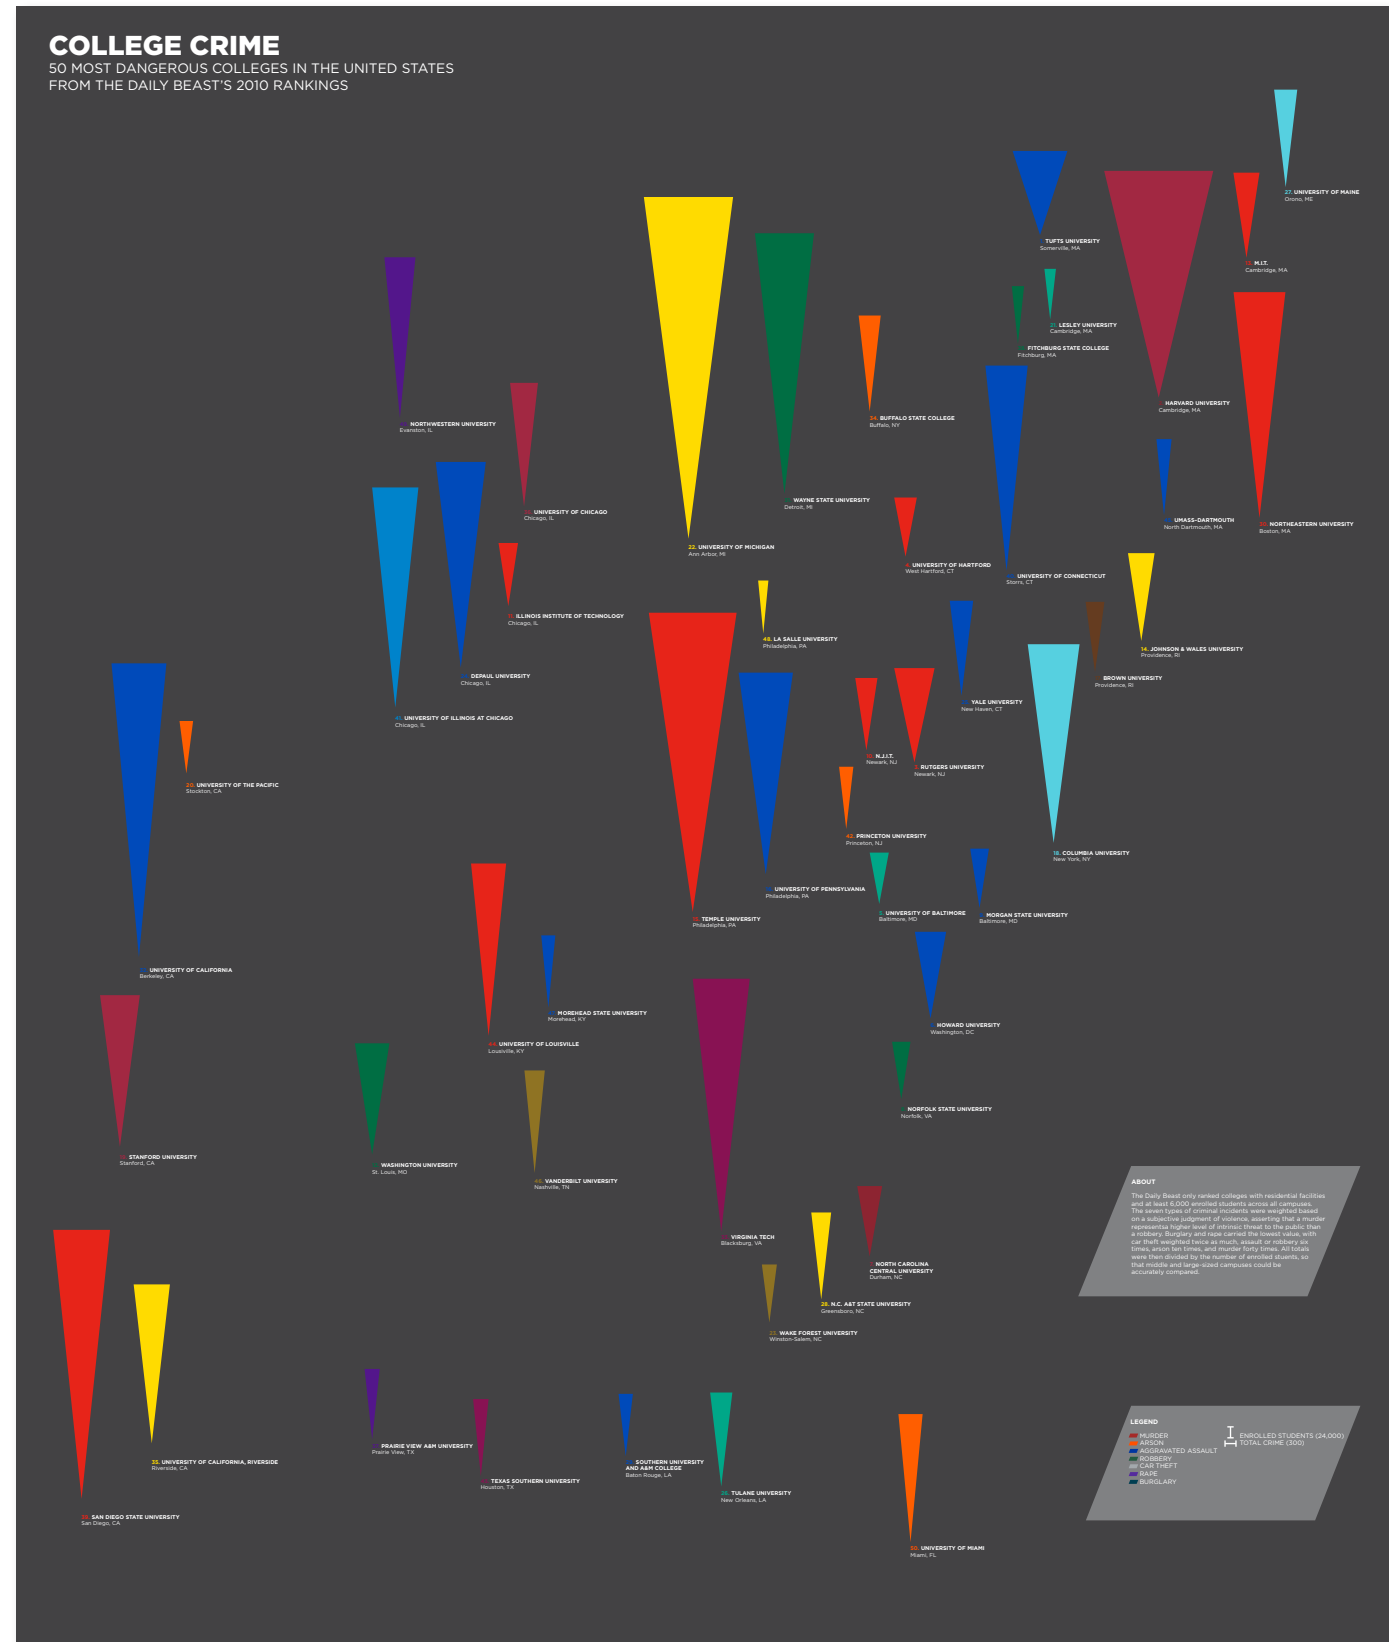 COLLEGE CRIME
50 MOST DANGEROUS COLLEGES IN THE UNITED STATES
FROM THE DAILY BEAST'S 2010 RANKINGS
27. UNIVERSITY OF MAINE
Orono, ME
TUFTS UNIVERSITY
Somerville, MA
M.I.T.
Cambridge, MA
LESLEY UNIVERSITY
Cambridge, MA
FITCHBURG STATE COLLEGE
Fitchburg, MA
HARVARD UNIVERSITY
Cambridge, MA
34. BUFFALO STATE COLLEGE
Buffalo, NY
NORTHWESTERN UNIVERSITY
Evanston, IL
WAYNE STATE UNIVERSITY
Detroit, MI
UNIVERSITY OF CHICAGO
Chicago, IL
UMASS-DARTMOUTH
North Dartmouth, MA
NORTHEASTERN UNIVERSITY
Boston, MA
22. UNIVERSITY OF MICHIGAN
Ann Arbor, MI
UNIVERSITY OF HARTFORD
West Hartford, CT
UNIVERSITY OF CONNECTICUT
Storrs, CT
ILLINOIS INSTITUTE OF TECHNOLOGY
Chicago, IL
48. LA SALLE UNIVERSITY
Philadelphia, PA
14. JOHNSON & WALES UNIVERSITY
Providence, RI
DEPAUL UNIVERSITY
Chicago, IL
BROWN UNIVERSITY
Providence, RI
YALE UNIVERSITY
New Haven, CT
UNIVERSITY OF ILLINOIS AT CHICAGO
Chicago, IL
N.J.I.T.
Newark, NJ
RUTGERS UNIVERSITY
Newark, NJ
20. UNIVERSITY OF THE PACIFIC
Stockton, CA
42. PRINCETON UNIVERSITY
Princeton, NJ
18. COLUMBIA UNIVERSITY
New York, NY
UNIVERSITY OF PENNSYLVANIA
Philadelphia, PA
UNIVERSITY OF BALTIMORE
Baltimore, MD
MORGAN STATE UNIVERSITY
Baltimore, MD
TEMPLE UNIVERSITY
Philadelphia, PA
UNIVERSITY OF CALIFORNIA
Berkeley, CA
MOREHEAD STATE UNIVERSITY
Morehead, KY
HOWARD UNIVERSITY
Washington, DC
UNIVERSITY OF LOUISVILLE
Lousiville, KY
NORFOLK STATE UNIVERSITY
Norfolk, VA
STANFORD UNIVERSITY
Stanford, CA
WASHINGTON UNIVERSITY
St. Louis, MO
VANDERBILT UNIVERSITY
Nashville, TN
VIRGINIA TECH
Blacksburg, VA
NORTH CAROLINA
CENTRAL UNIVERSITY
Durham, NC
28. N.C. A&T STATE UNIVERSITY
Greensboro, NC
WAKE FOREST UNIVERSITY
Winston-Salem, NC
ABOUT
The Daily Beast only ranked colleges with residential facilities
and at least 6,000 enrolled students across all campuses.
The seven types of criminal incidents were weighted based
on a subjective judgment of violence, asserting that a murder
representsa higher level of intrinsic threat to the public than
a robbery. Burglary and rape carried the lowest value, with
car theft weighted twice as much, assault or robbery six
times, arson ten times, and murder forty times. All totals
were then divided by the number of enrolled stuents, so
that middle and large-sized campuses could be
accurately compared.
PRAIRIE VIEW A&M UNIVERSITY
Prairie View, TX
35. UNIVERSITY OF CALIFORNIA, RIVERSIDE
Riverside, CA
SOUTHERN UNIVERSITY
AND A&M COLLEGE
Baton Rouge, LA
TEXAS SOUTHERN UNIVERSITY
Houston, TX
TULANE UNIVERSITY
New Orleans, LA
SAN DIEGO STATE UNIVERSITY
San Diego, CA
UNIVERSITY OF MIAMI
Miami, FL
LEGEND
MURDER
ARSON
AGGRAVATED ASSAULT
ROBBERY
CAR THEFT
RAPE
BURGLARY
ENROLLED STUDENTS (24,000)
TOTAL CRIME (300)